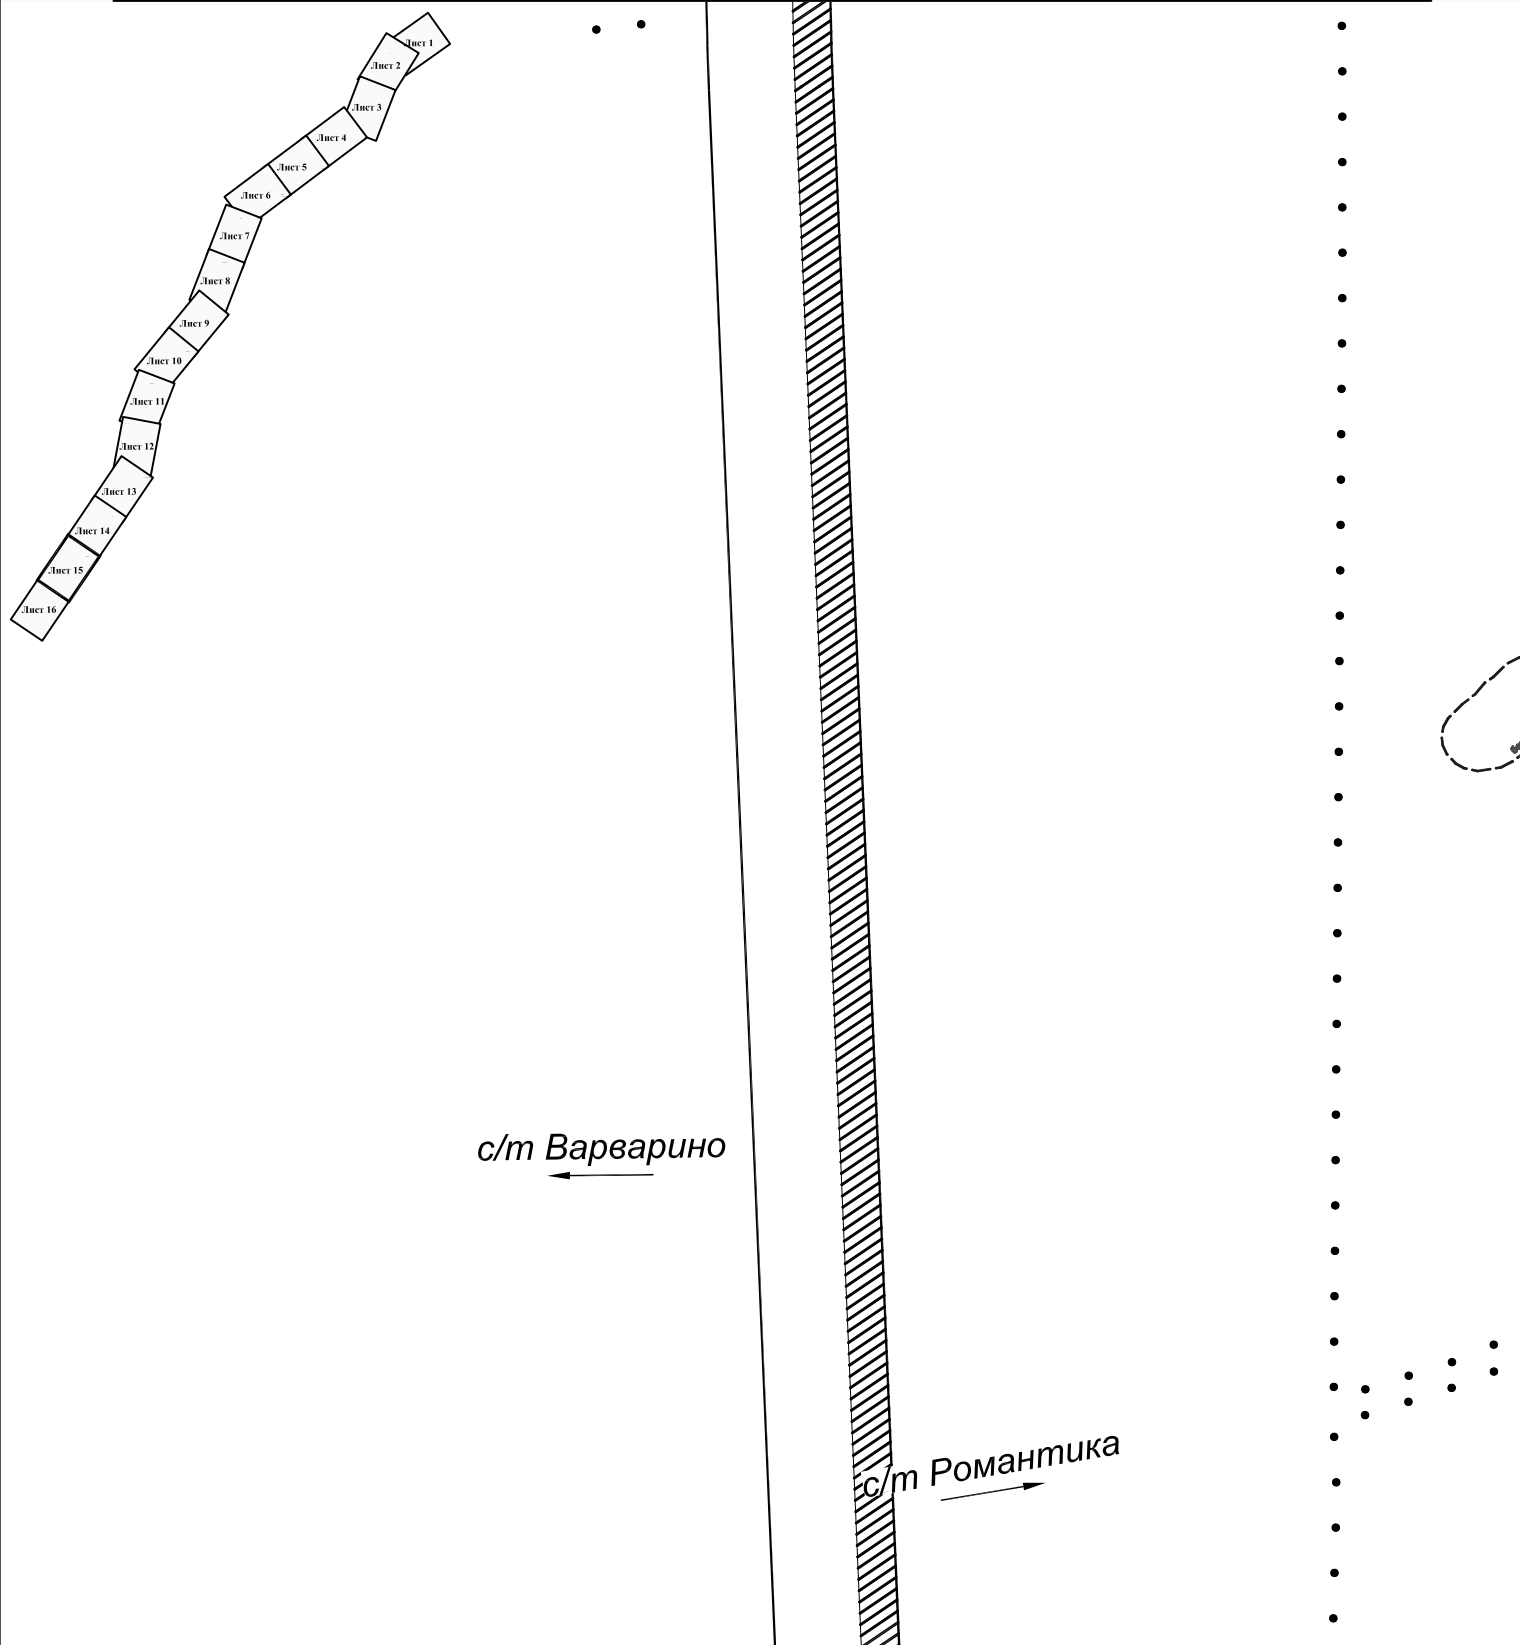 Лист 1
Лист 2
Лист 3
Лист 4
Лист 5
Лист 6
Лист 7
Лист 8
Лист 9
Лист 10
Лист 11
Лист 12
Лист 13
Лист 14
Лист 15
Лист 16
с/т Варварино
с/т Романтика